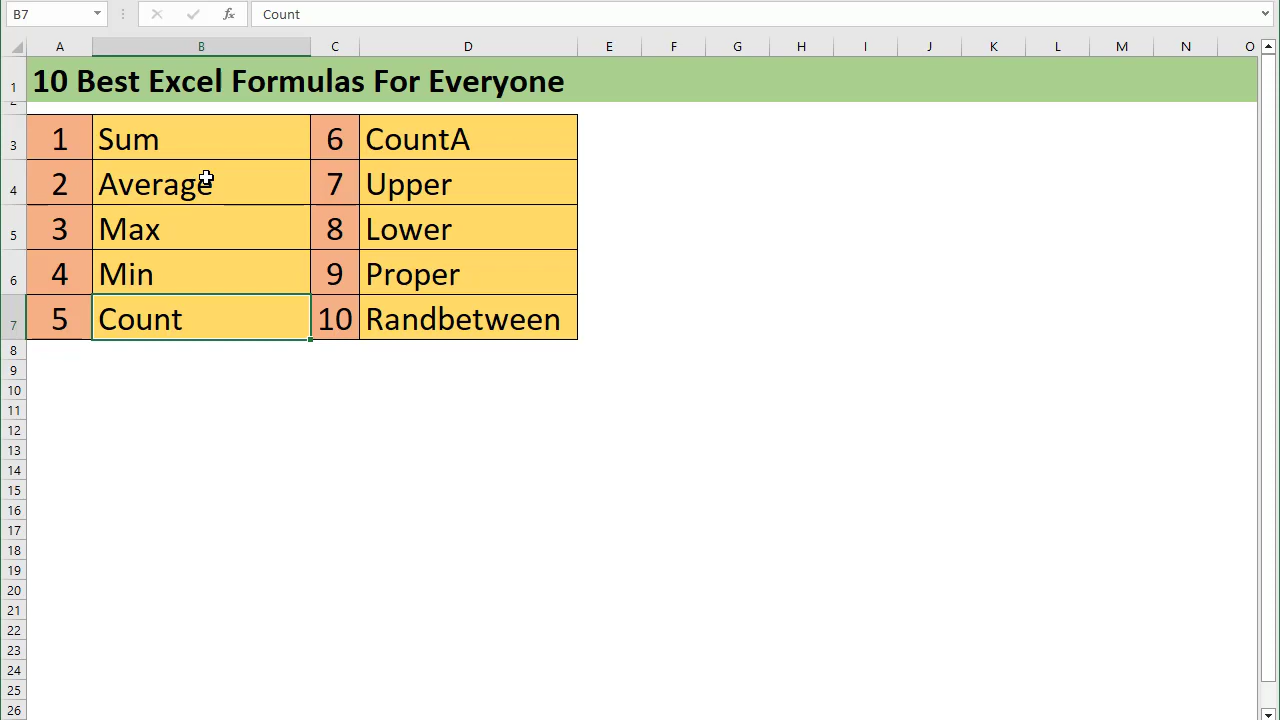 B7 fx Count
A B C D E F G H I J K L M N O
1 10 Best Excel Formulas For Everyone
2
3 1 Sum 6 CountA
4 2 Average 7 Upper
5 3 Max 8 Lower
6 4 Min 9 Proper
7 5 Count 10 Randbetween
8
9
10
11
12
13
14
15
16
17
18
19
20
21
22
23
24
25
26